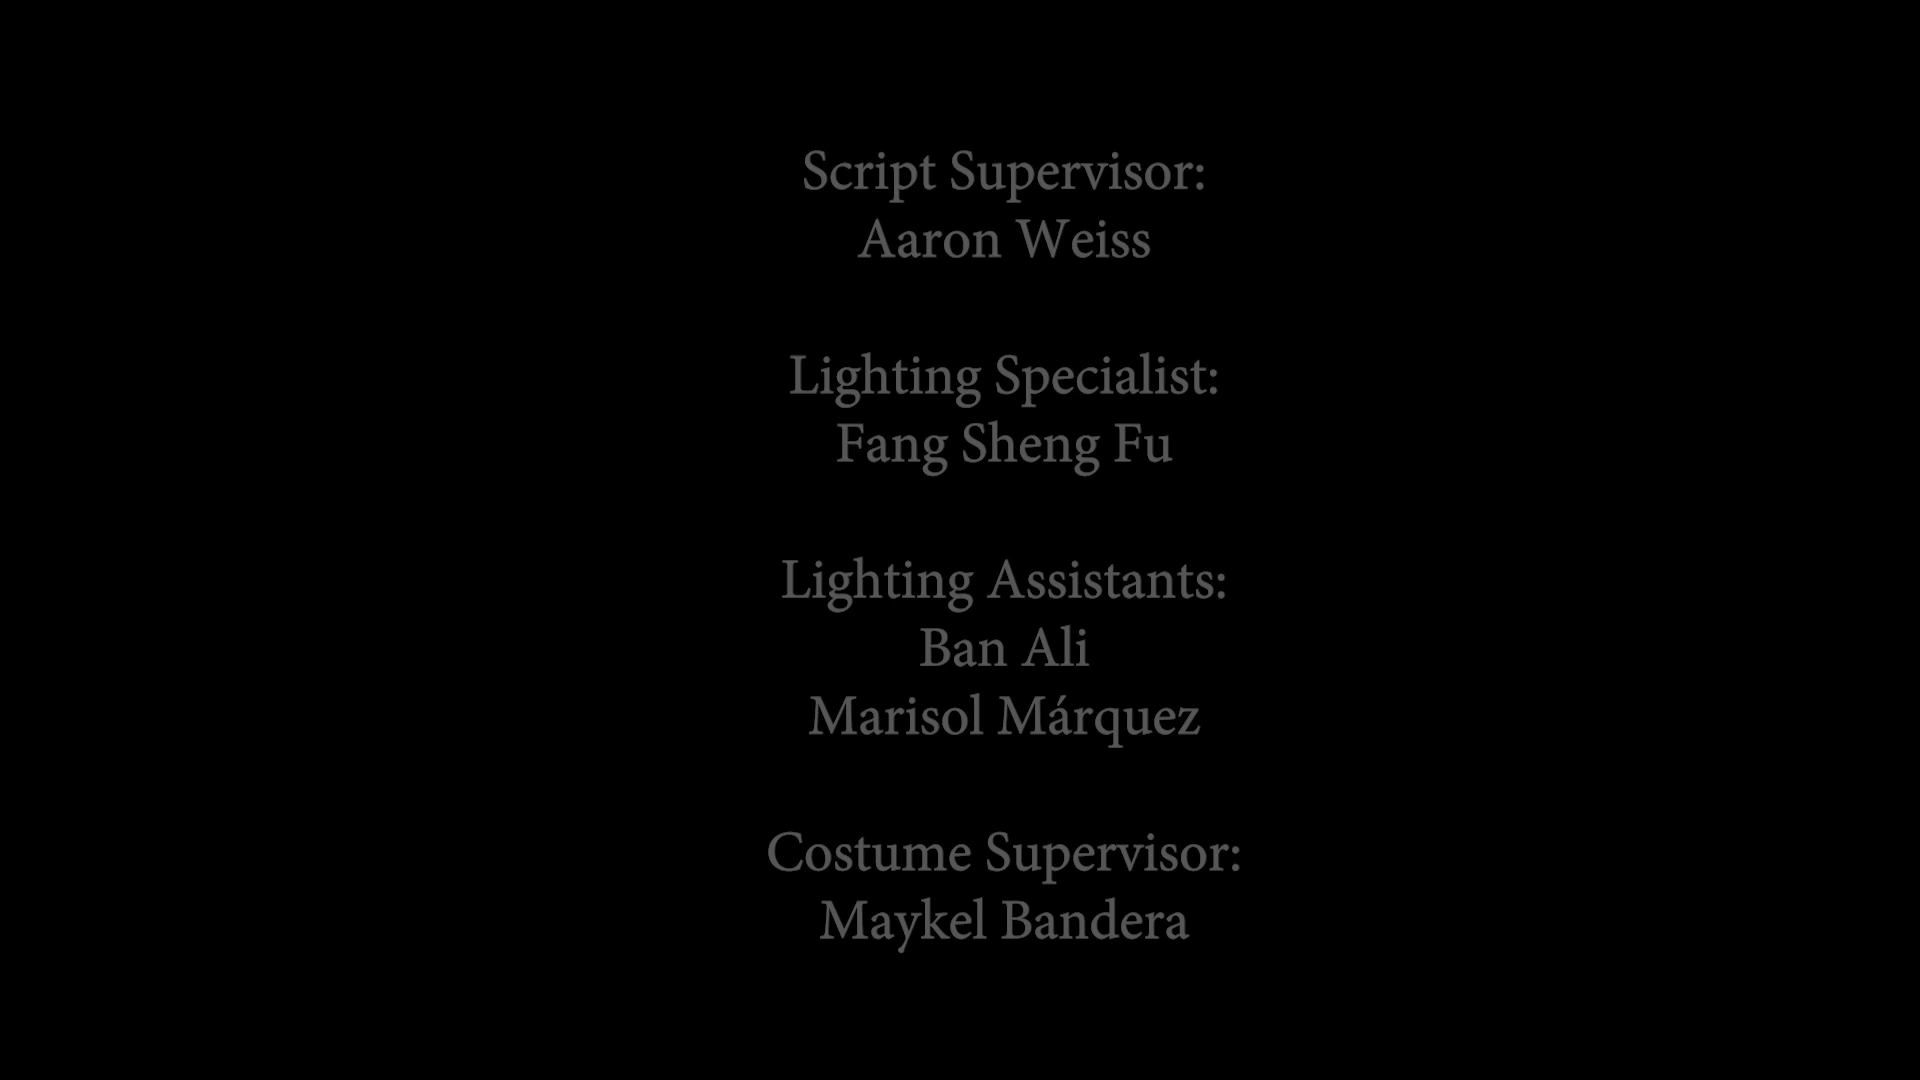 Script Supervisor:
Aaron Weiss
Lighting Specialist:
Fang Sheng Fu
Lighting Assistants:
Ban Ali
Marisol Márquez
Costume Supervisor:
Maykel Bandera